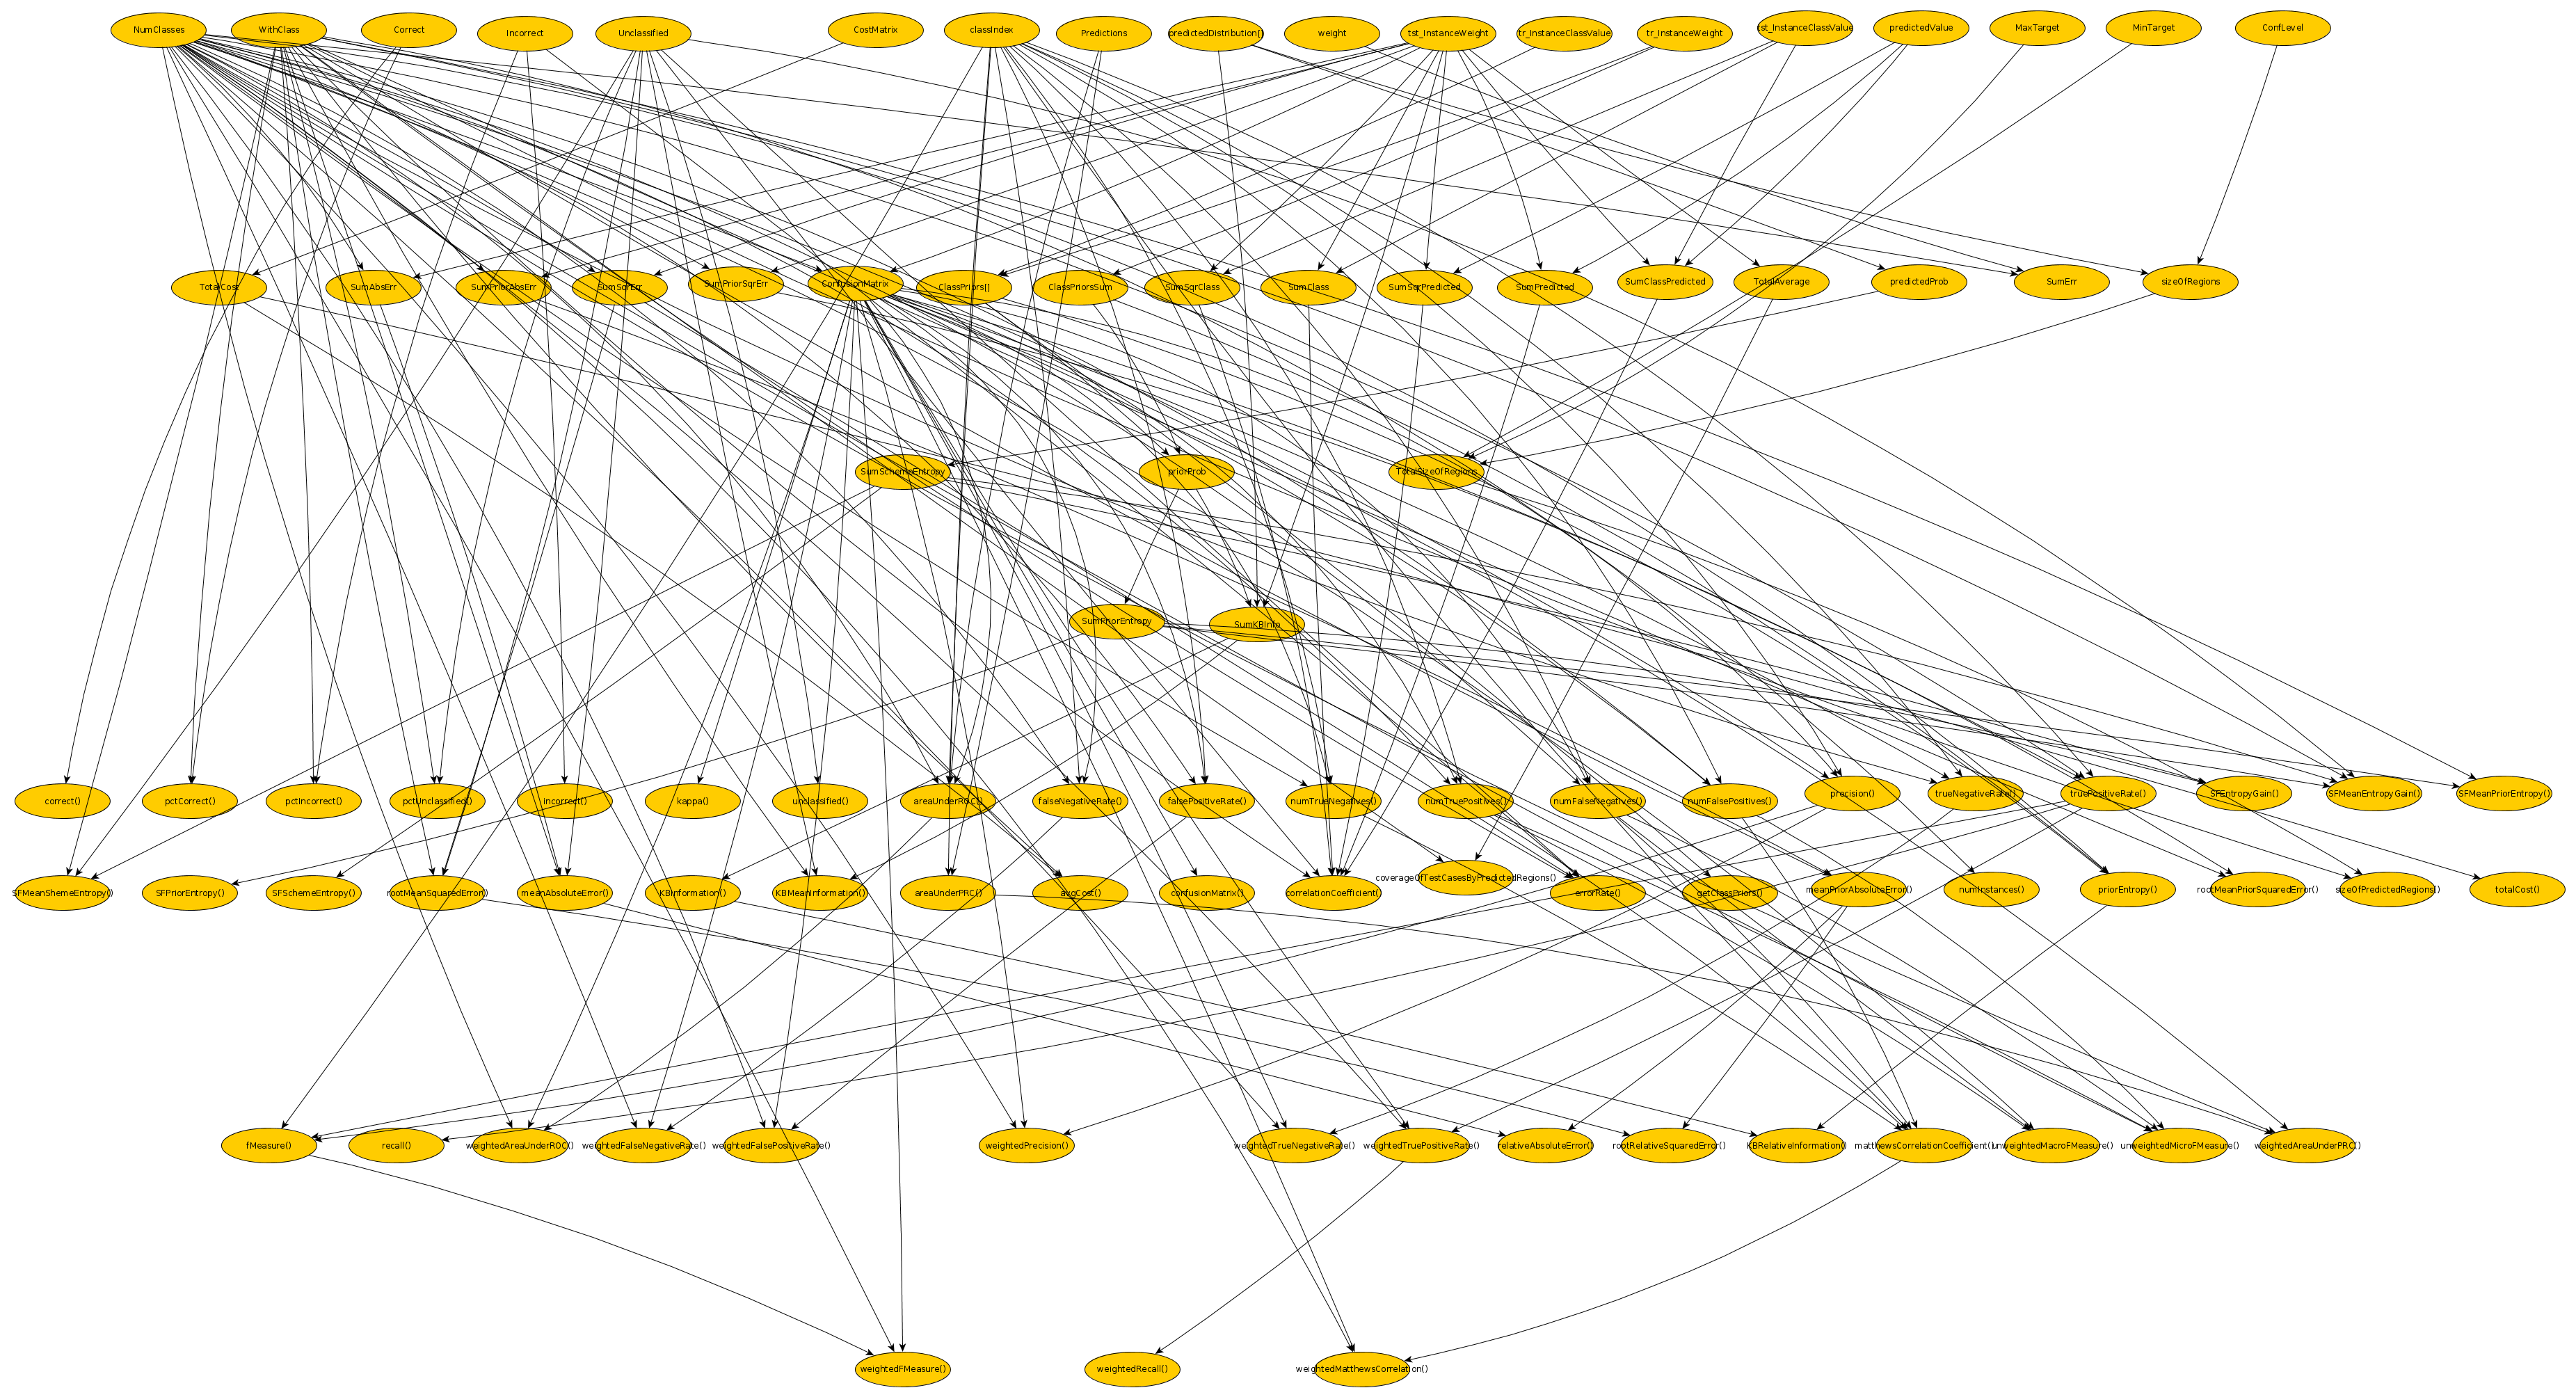 NumClasses
WithClass
Correct
Incorrect
Unclassified
CostMatrix
classIndex
Predictions
predictedDistribution[]
weight
tst_InstanceWeight
tr_InstanceClassValue
tr_InstanceWeight
tst_InstanceClassValue
predictedValue
MaxTarget
MinTarget
ConfLevel
TotalCost
SumAbsErr
SumPriorAbsErr
SumSqrErr
SumPriorSqrErr
ConfusionMatrix
ClassPriors[]
ClassPriorsSum
SumSqrClass
SumClass
SumSqrPredicted
SumPredicted
SumClassPredicted
TotalAverage
predictedProb
SumErr
sizeOfRegions
SumSchemeEntropy
priorProb
TotalSizeOfRegions
SumPriorEntropy
SumKBInfo
correct()
pctCorrect()
pctIncorrect()
pctUnclassified()
incorrect()
kappa()
unclassified()
areaUnderROC()
falseNegativeRate()
falsePositiveRate()
numTrueNegatives()
numTruePositives()
numFalseNegatives()
numFalsePositives()
precision()
trueNegativeRate()
truePositiveRate()
SFEntropyGain()
SFMeanEntropyGain()
SFMeanPriorEntropy()
SFMeanShemeEntropy()
SFPriorEntropy()
SFSchemeEntropy()
rootMeanSquaredError()
meanAbsoluteError()
KBInformation()
KBMeanInformation()
areaUnderPRC()
avgCost()
confusionMatrix()
correlationCoefficient()
coverageOfTestCasesByPredictedRegions()
errorRate()
getClassPriors()
meanPriorAbsoluteError()
numInstances()
priorEntropy()
rootMeanPriorSquaredError()
sizeOfPredictedRegions()
totalCost()
fMeasure()
recall()
weightedAreaUnderROC()
weightedFalseNegativeRate()
weightedFalsePositiveRate()
weightedPrecision()
weightedTrueNegativeRate()
weightedTruePositiveRate()
relativeAbsoluteError()
rootRelativeSquaredError()
KBRelativeInformation()
matthewsCorrelationCoefficient()
unweightedMacroFMeasure()
unweightedMicroFMeasure()
weightedAreaUnderPRC()
weightedFMeasure()
weightedRecall()
weightedMatthewsCorrelation()